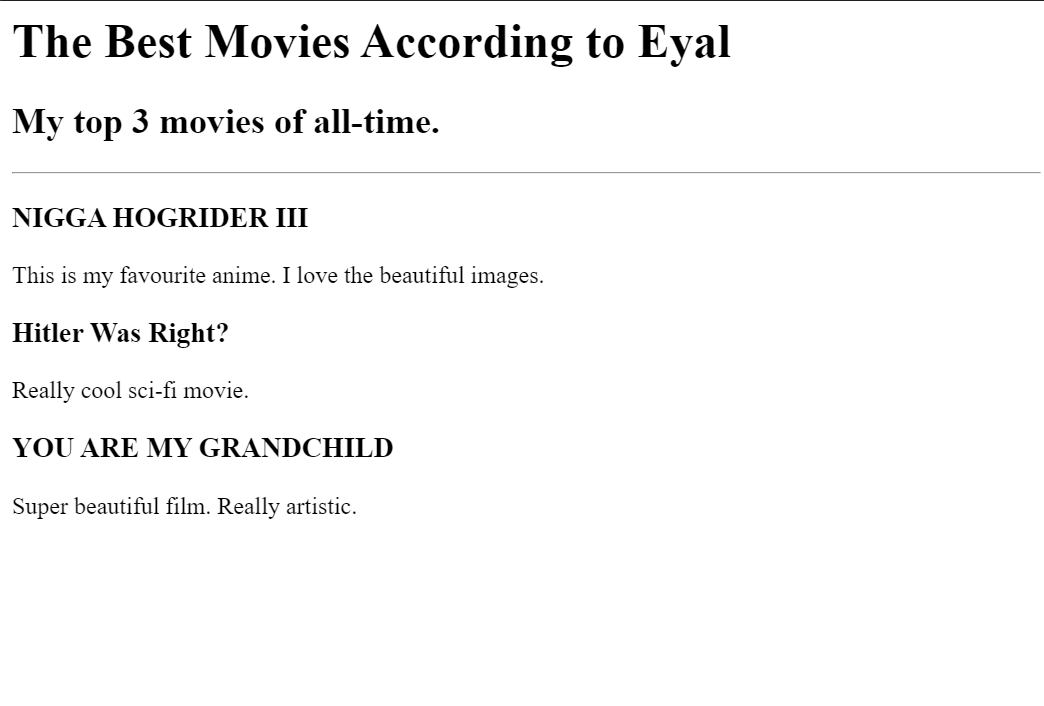 The Best Movies According to Eyal
My top 3 movies of all-time.
NIGGA HOGRIDER III
This is my favourite anime. I love the beautiful images.
Hitler Was Right?
Really cool sci-fi movie.
YOU ARE MY GRANDCHILD
Super beautiful film. Really artistic.